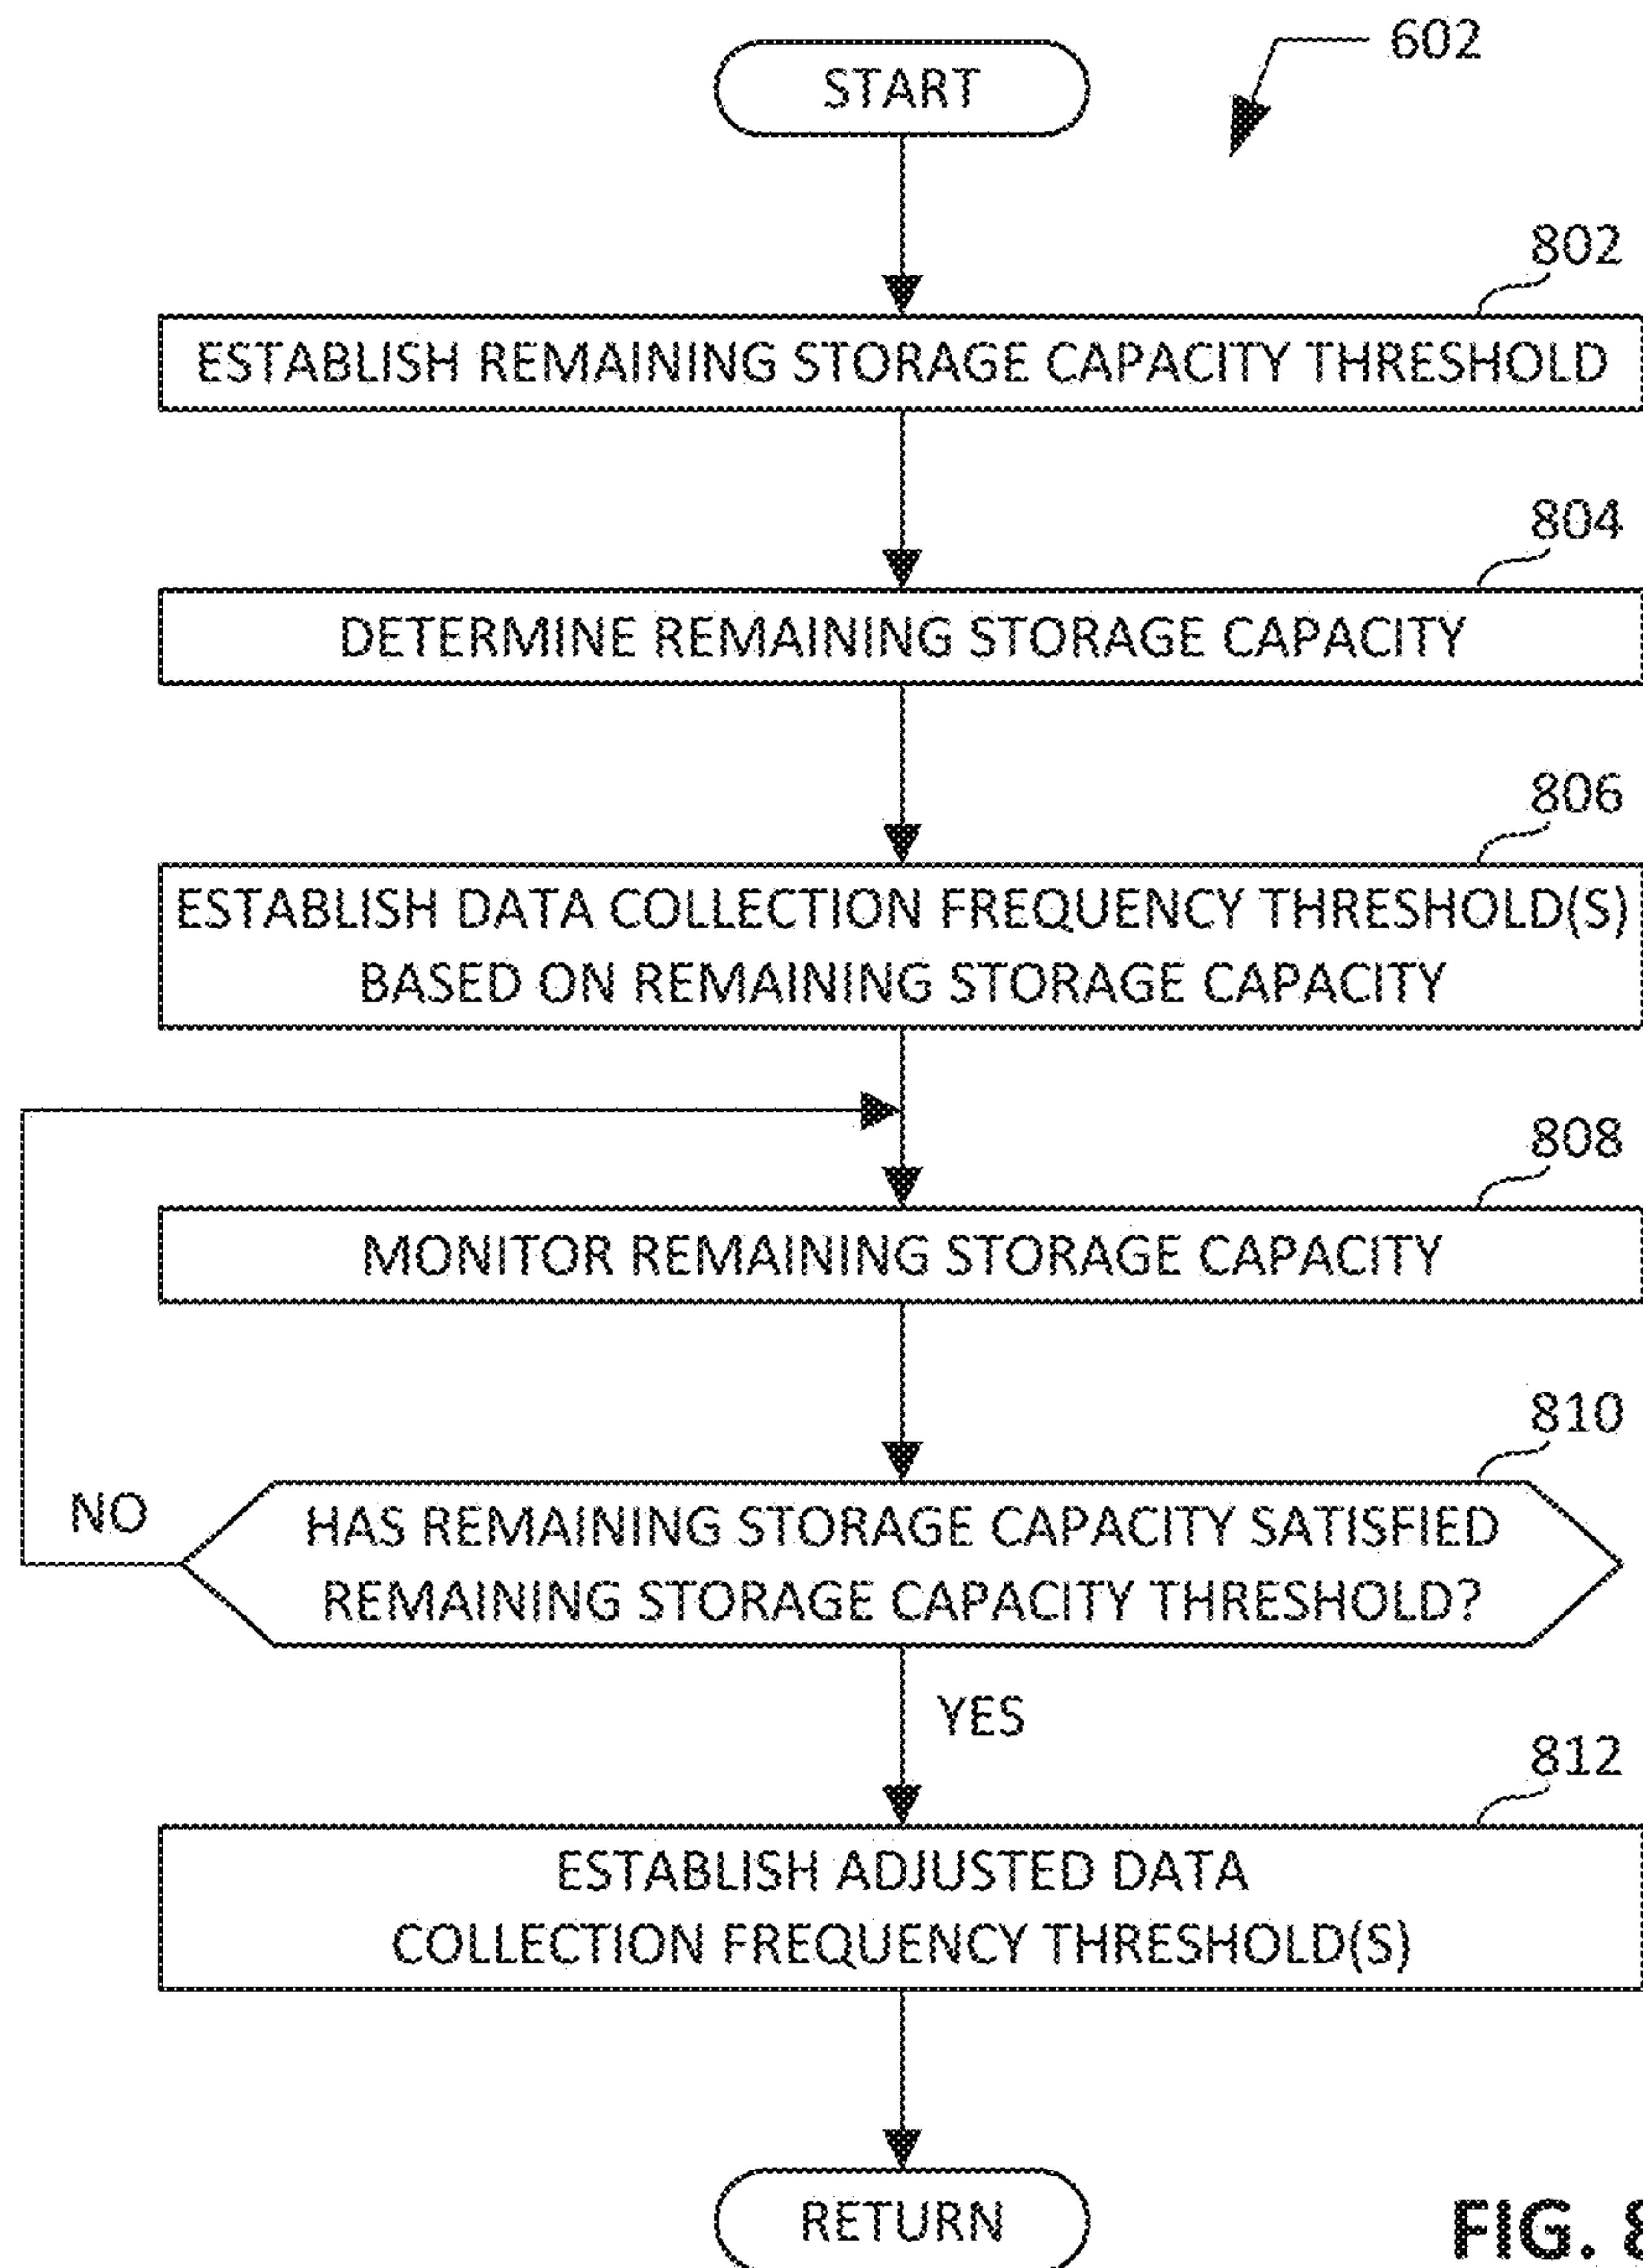 602
START
802
ESTABLISH REMAINING STORAGE CAPACITY THRESHOLD
804
DETERMINE REMAINING STORAGE CAPACITY
806
ESTABLISH DATA COLLECTION FREQUENCY THRESHOLD(S)
BASED ON REMAINING STORAGE CAPACITY
808
MONITOR REMAINING STORAGE CAPACITY
810
NO
HAS REMAINING STORAGE CAPACITY SATISFIED
REMAINING STORAGE CAPACITY THRESHOLD?
YES
812
ESTABLISH ADJUSTED DATA
COLLECTION FREQUENCY THRESHOLD(S)
RETURN
FIG. 8